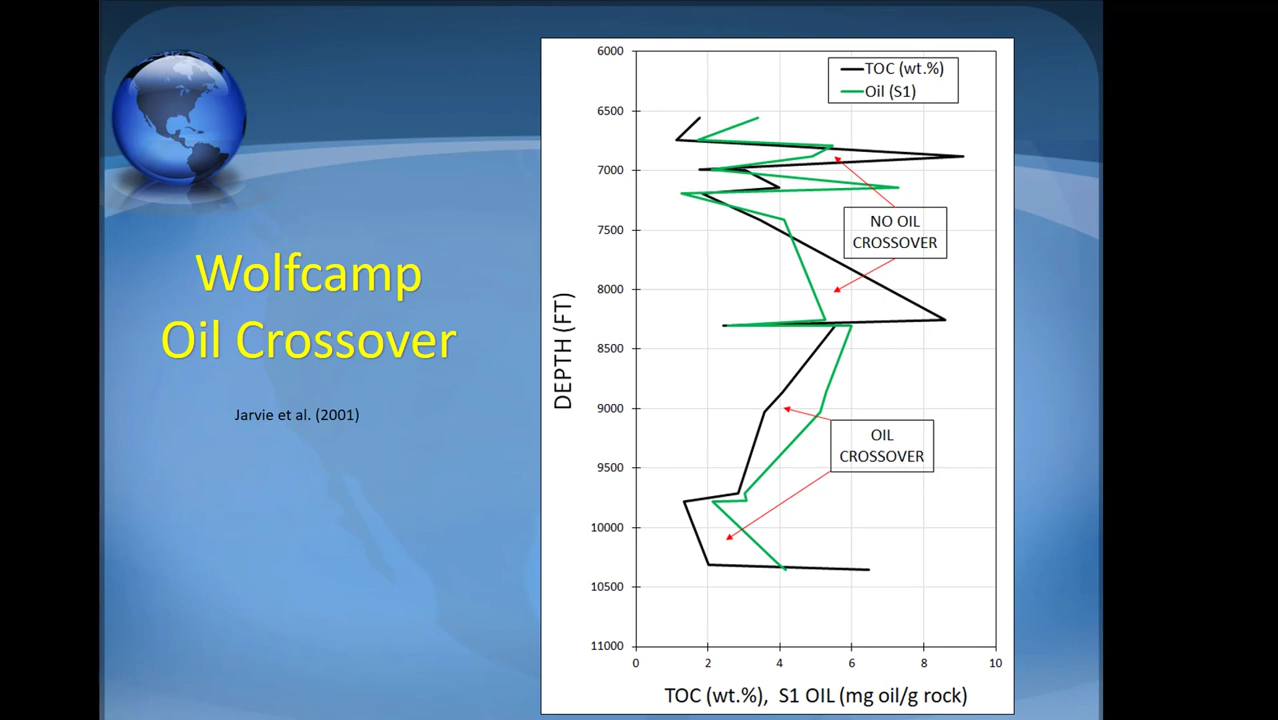 Wolfcamp
Oil Crossover
Jarvie et al. (2001)
TOC (wt.%)
Oil (S1)
6000
6500
7000
7500
8000
8500
9000
9500
10000
10500
11000
DEPTH (FT)
NO OIL
CROSSOVER
OIL
CROSSOVER
0 2 4 6 8 10
TOC (wt.%), S1 OIL (mg oil/g rock)